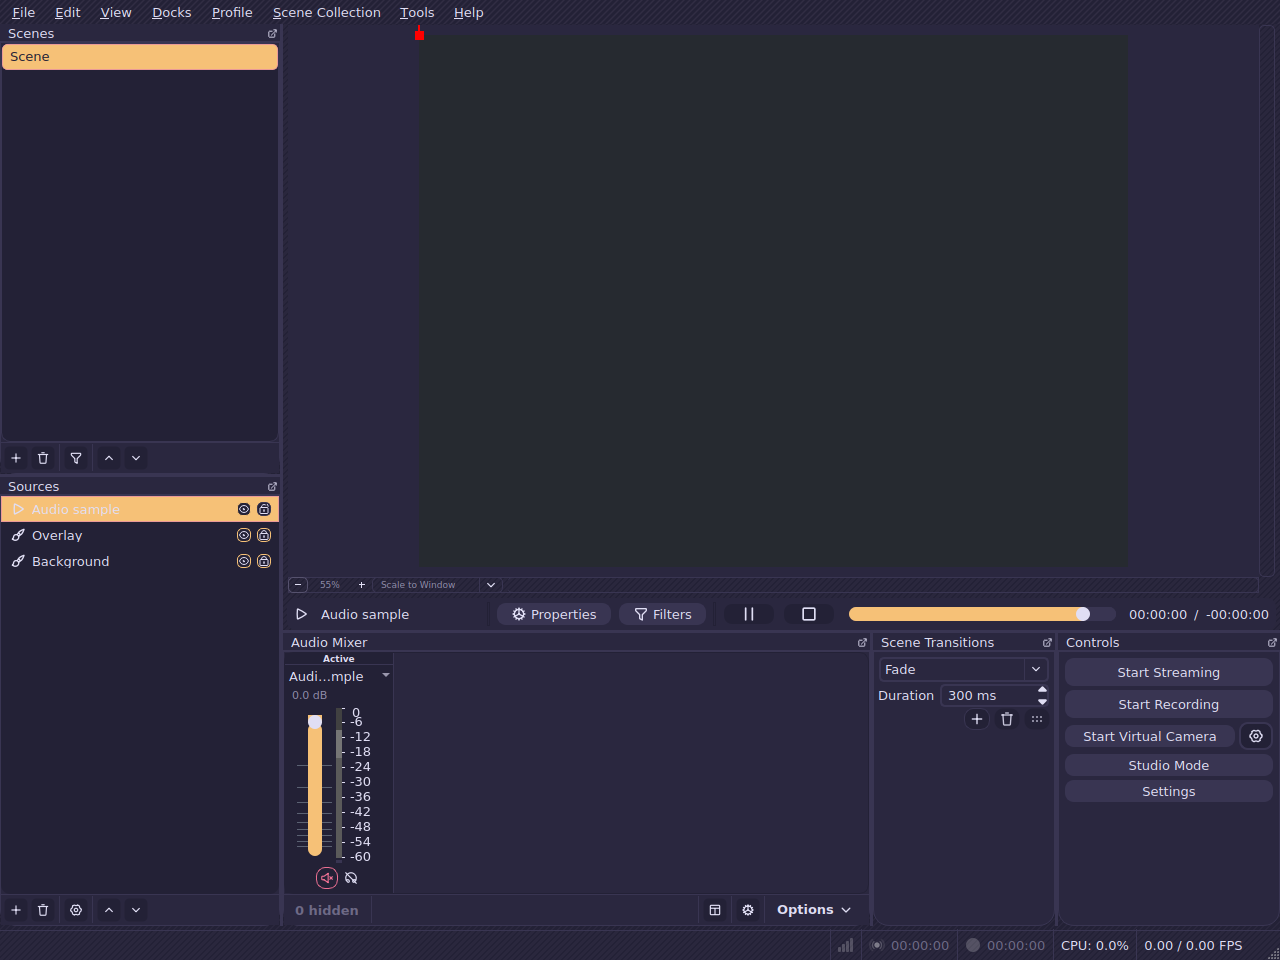 File Edit View Docks Profile Scene Collection Tools Help
Scenes
Scene
Sources
Audio sample
Overlay
Background
55% Scale to Window
Audio sample Properties Filters 00:00:00 / -00:00:00
Audio Mixer
Active
Audi...mple
0.0 dB
0
-6
-12
-18
-24
-30
-36
-42
-48
-54
-60
0 hidden Options
Scene Transitions
Fade
Duration 300 ms
Controls
Start Streaming
Start Recording
Start Virtual Camera
Studio Mode
Settings
00:00:00 00:00:00 CPU: 0.0% 0.00 / 0.00 FPS